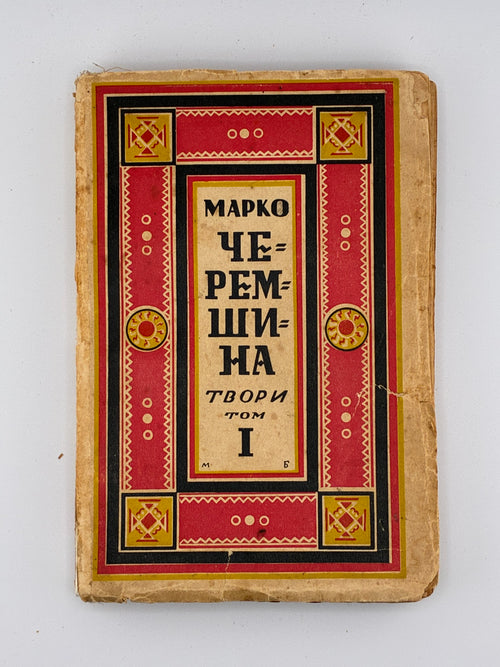 МАРКО
ЧЕ=
РЕМ=
ШИ=
НА
ТВОРИ
ТОМ
I
М Б